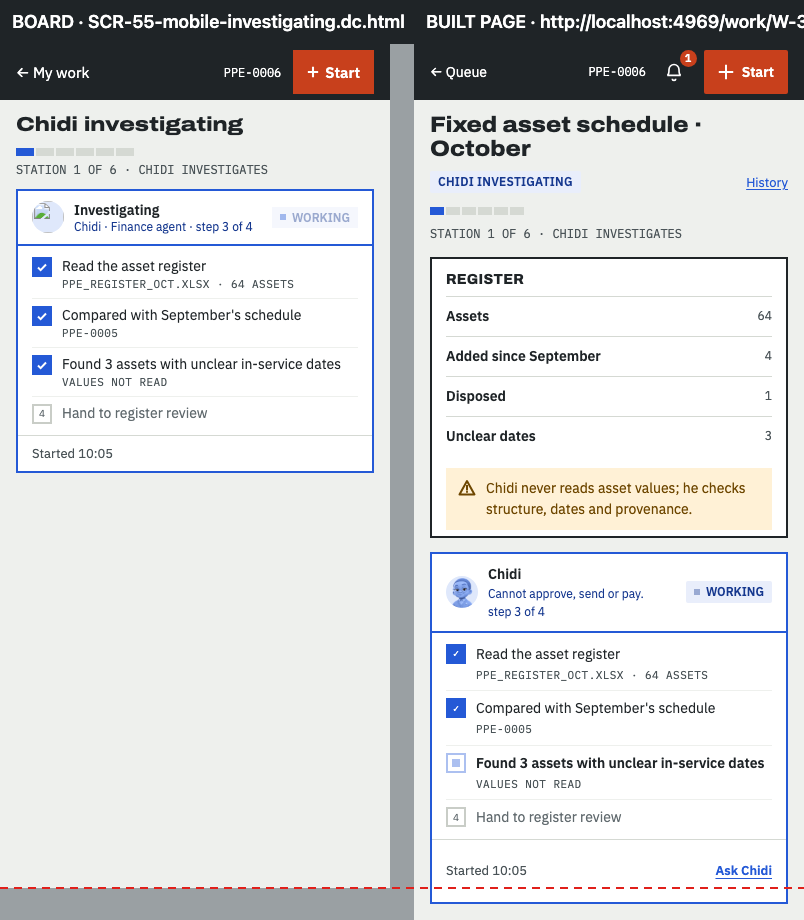 BOARD · SCR-55-mobile-investigating.dc.html
← My work
PPE-0006
+ Start
Chidi investigating
STATION 1 OF 6 · CHIDI INVESTIGATES
Investigating
Chidi · Finance agent · step 3 of 4
WORKING
Read the asset register
PPE_REGISTER_OCT.XLSX · 64 ASSETS
Compared with September's schedule
PPE-0005
Found 3 assets with unclear in-service dates
VALUES NOT READ
4
Hand to register review
Started 10:05
BUILT PAGE · http://localhost:4969/work/W-3
← Queue
PPE-0006
1
+ Start
Fixed asset schedule ·
October
CHIDI INVESTIGATING
History
STATION 1 OF 6 · CHIDI INVESTIGATES
REGISTER
Assets 64
Added since September 4
Disposed 1
Unclear dates 3
Chidi never reads asset values; he checks
structure, dates and provenance.
Chidi
Cannot approve, send or pay.
step 3 of 4
WORKING
Read the asset register
PPE_REGISTER_OCT.XLSX · 64 ASSETS
Compared with September's schedule
PPE-0005
Found 3 assets with unclear in-service dates
VALUES NOT READ
4
Hand to register review
Started 10:05
Ask Chidi